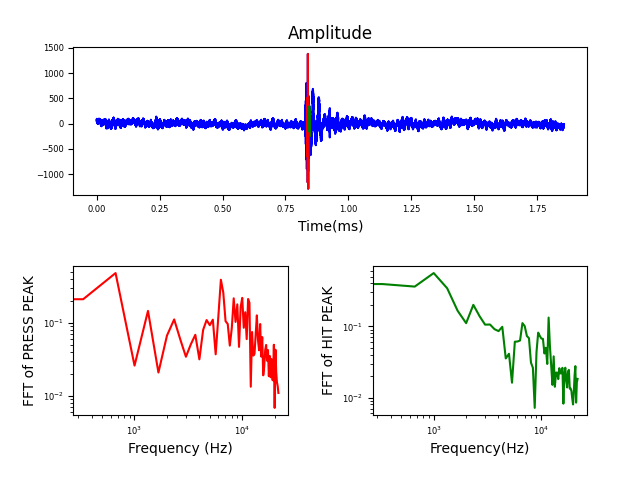 Amplitude
1500
1000
500
0
−500
−1000
0.00 0.25 0.50 0.75 1.00 1.25 1.50 1.75
Time(ms)
FFT of PRESS PEAK
10⁻¹
10⁻²
10³ 10⁴
Frequency (Hz)
FFT of HIT PEAK
10⁻¹
10⁻²
10³ 10⁴
Frequency(Hz)